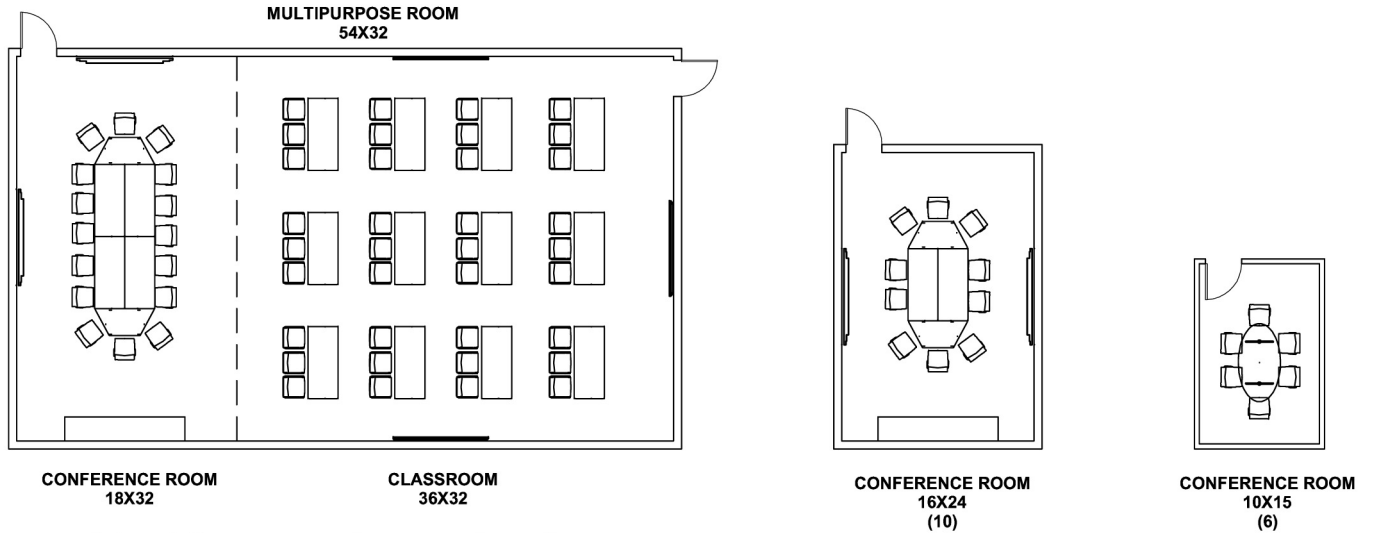 MULTIPURPOSE ROOM
54X32
CONFERENCE ROOM
18X32
CLASSROOM
36X32
CONFERENCE ROOM
16X24
(10)
CONFERENCE ROOM
10X15
(6)